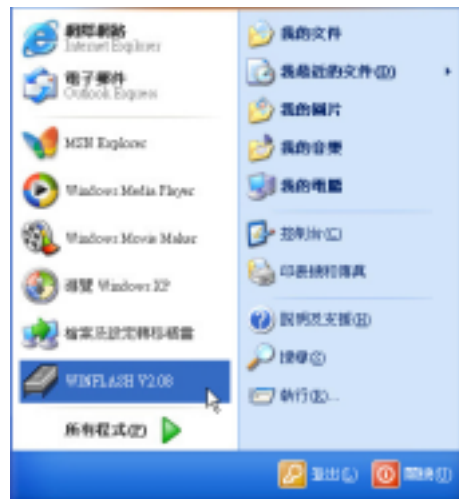 網際網路
Internet Explorer
電子郵件
Outlook Express
MSN Explorer
Windows Media Player
Windows Movie Maker
導覽 Windows XP
檔案及設定轉移精靈
WINFLASH V2.08
所有程式(P)
我的文件
我最近的文件(D)
我的圖片
我的音樂
我的電腦
控制台(C)
印表機和傳真
說明及支援(H)
搜尋(S)
執行(R)...
登出(L)
關機(U)